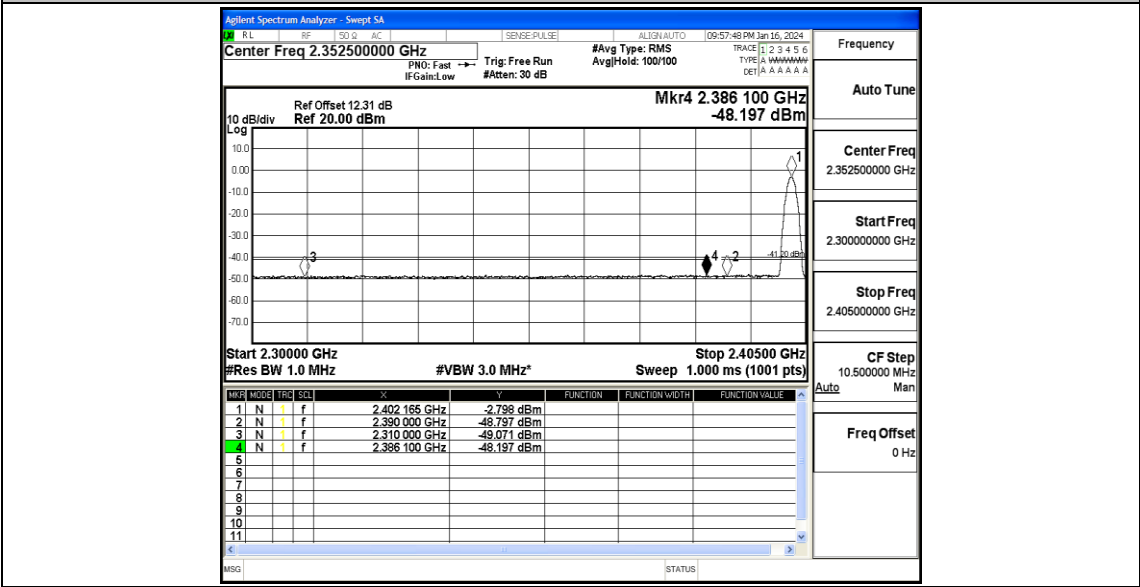 Agilent Spectrum Analyzer - Swept SA
RL RF 50 Ω AC SENSE:PULSE ALIGNAUTO 09:57:48 PM Jan 16, 2024
Center Freq 2.352500000 GHz
PNO: Fast
IFGain:Low
Trig: Free Run
#Atten: 30 dB
#Avg Type: RMS
Avg|Hold: 100/100
TRACE 1 2 3 4 5 6
TYPE A
DET A A A A A A
Frequency
Auto Tune
Center Freq
2.352500000 GHz
Start Freq
2.300000000 GHz
Stop Freq
2.405000000 GHz
CF Step
10.500000 MHz
Auto Man
Freq Offset
0 Hz
Mkr4 2.386 100 GHz
-48.197 dBm
Ref Offset 12.31 dB
10 dB/div Ref 20.00 dBm
Log
10.0
0.00
-10.0
-20.0
-30.0
-40.0
-50.0
-60.0
-70.0
1
3
4
2
-41.20 dBm
Start 2.30000 GHz Stop 2.40500 GHz
#Res BW 1.0 MHz #VBW 3.0 MHz* Sweep 1.000 ms (1001 pts)
MKR MODE TRC SCL X Y FUNCTION FUNCTION WIDTH FUNCTION VALUE
1 N 1 f 2.402 165 GHz -2.798 dBm
2 N 1 f 2.390 000 GHz -48.797 dBm
3 N 1 f 2.310 000 GHz -49.071 dBm
4 N 1 f 2.386 100 GHz -48.197 dBm
5
6
7
8
9
10
11
MSG STATUS